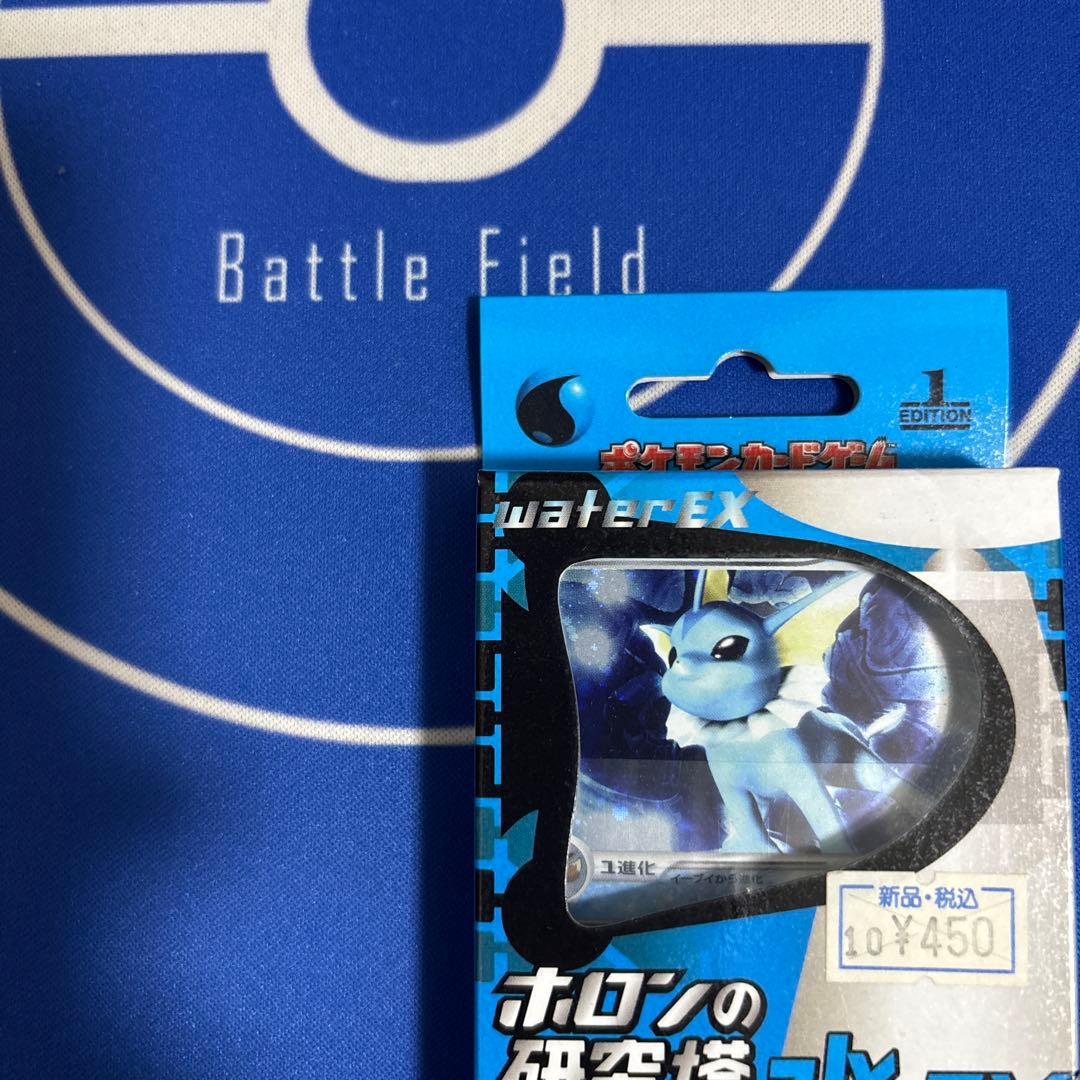 Battle Field
1
EDITION
ポケモンカードゲーム
waterEX
1進化
イーブイから進化
新品・税込
10 ¥450
ホロンの
研究塔 水